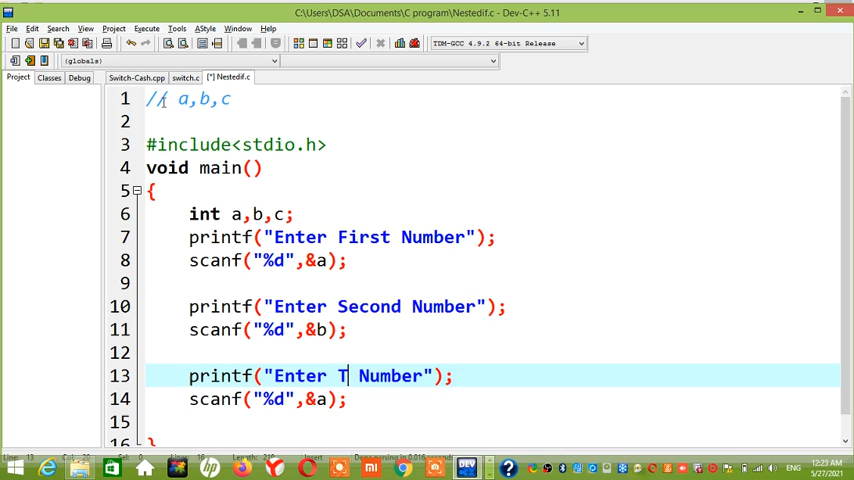 C:\Users\DSA\Documents\C program\Nestedif.c - Dev-C++ 5.11
File Edit Search View Project Execute Tools AStyle Window Help
TDM-GCC 4.9.2 64-bit Release
(globals)
Project Classes Debug Switch-Cash.cpp switch.c [*] Nestedif.c
1 // a,b,c
2
3 #include<stdio.h>
4 void main()
5 {
6 int a,b,c;
7 printf("Enter First Number");
8 scanf("%d",&a);
9
10 printf("Enter Second Number");
11 scanf("%d",&b);
12
13 printf("Enter T Number");
14 scanf("%d",&a);
15
16 }
hp mi DEV ENG 12:23 AM
5/27/2021